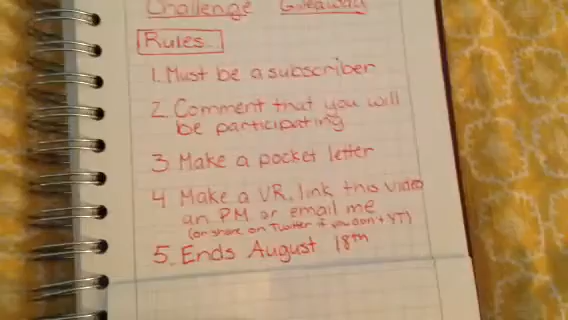 Challenge Giveaway
Rules...
1. Must be a subscriber
2. Comment that you will
be participating
3 Make a pocket letter
4 Make a VR, link this video
an PM or email me
(or share on Twitter if you don't YT)
5. Ends August 18th